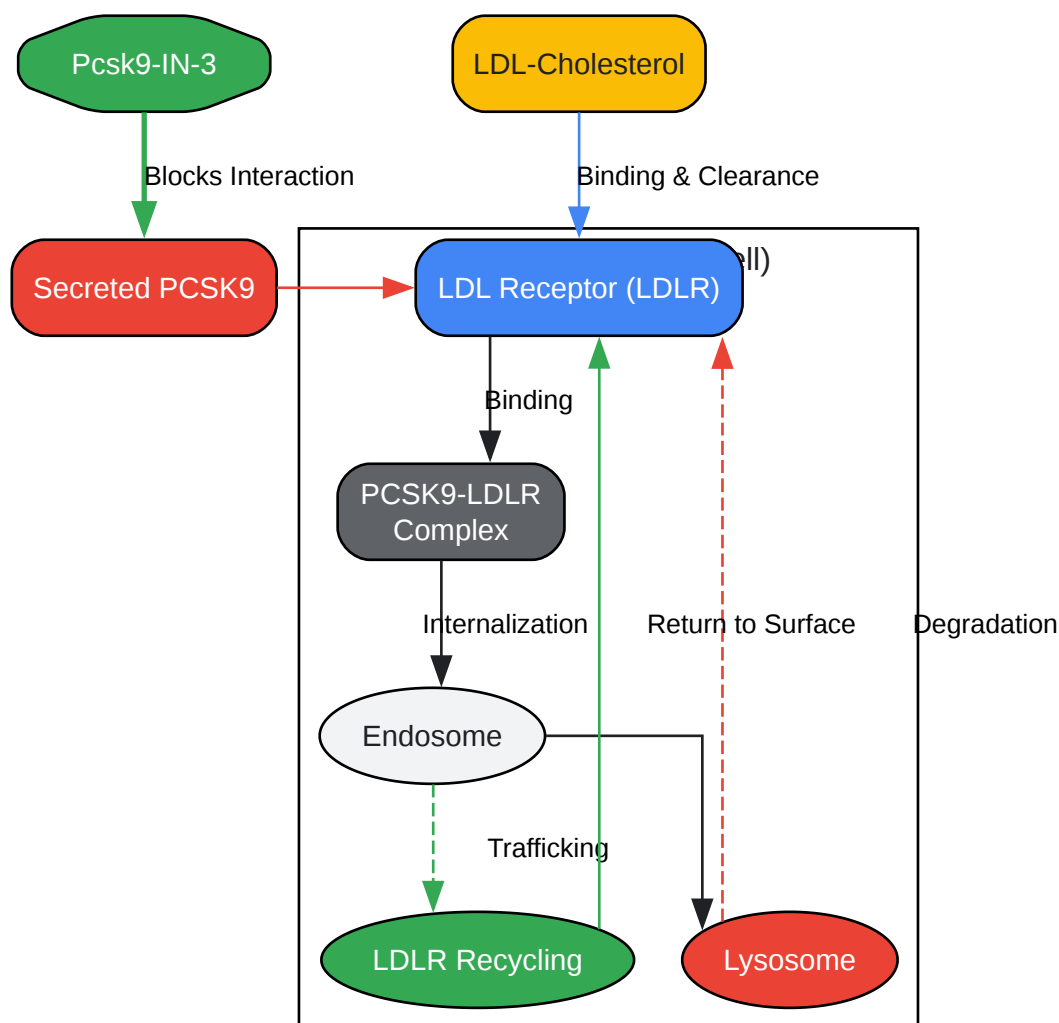 Pcsk9-IN-3
LDL-Cholesterol
Blocks Interaction
Binding & Clearance
ell)
Secreted PCSK9
LDL Receptor (LDLR)
Binding
PCSK9-LDLR
Complex
Internalization
Return to Surface
Degradation
Endosome
Trafficking
LDLR Recycling
Lysosome